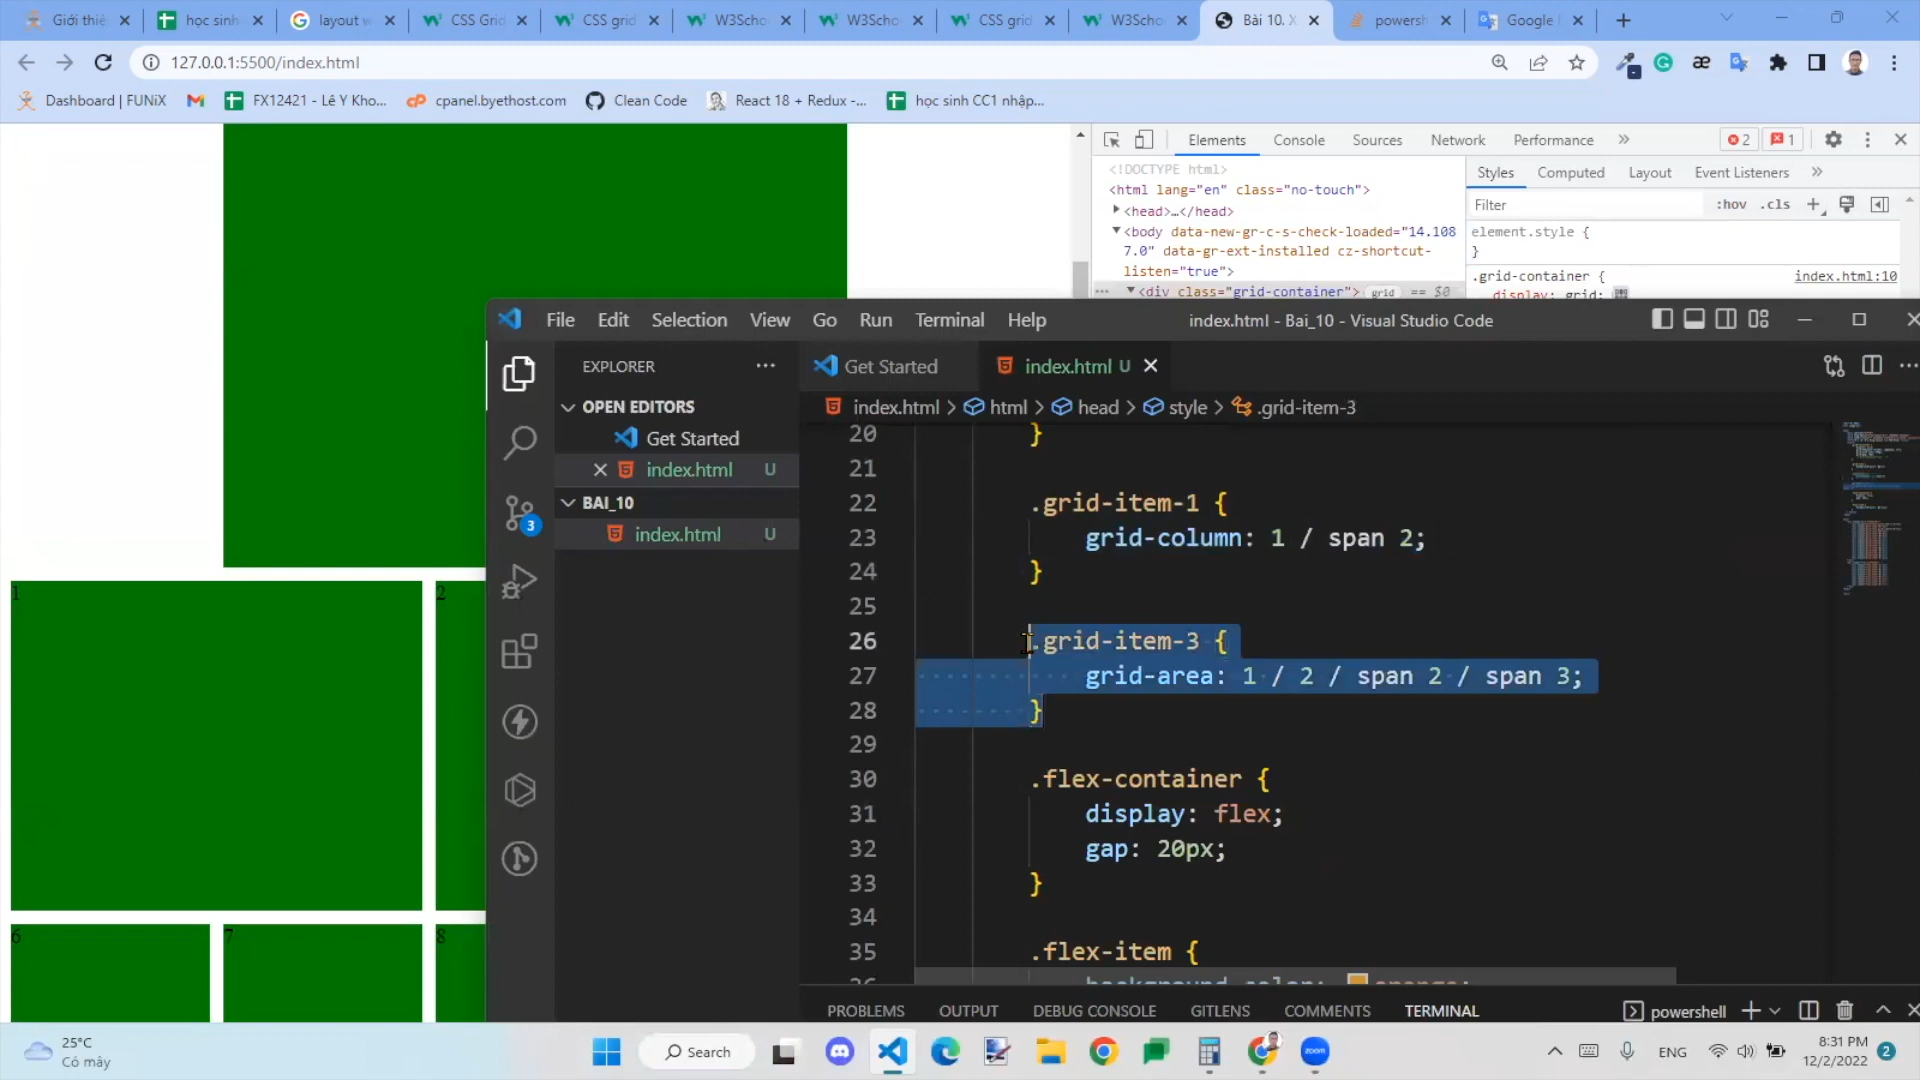 Giới thiệ
học sinh
layout w
CSS Grid
CSS grid
W3Scho
W3Scho
CSS grid
W3Scho
Bài 10. X
powersh
Google
127.0.0.1:5500/index.html
Dashboard | FUNiX
FX12421 - Lê Y Kho...
cpanel.byethost.com
Clean Code
React 18 + Redux -...
học sinh CC1 nhập...
Elements
Console
Sources
Network
Performance
2
1
<!DOCTYPE html>
<html lang="en" class="no-touch">
<head>…</head>
<body data-new-gr-c-s-check-loaded="14.108
7.0" data-gr-ext-installed cz-shortcut-
listen="true">
<div class="grid-container"> grid == $0
Styles
Computed
Layout
Event Listeners
Filter
:hov .cls
element.style {
}
.grid-container {
index.html:10
display: grid;
File Edit Selection View Go Run Terminal Help
index.html - Bai_10 - Visual Studio Code
EXPLORER
Get Started
index.html U
OPEN EDITORS
index.html > html > head > style > .grid-item-3
Get Started
index.html U
BAI_10
index.html U
3
20 }
21
22 .grid-item-1 {
23 grid-column: 1 / span 2;
24 }
25
26 .grid-item-3 {
27 grid-area: 1 / 2 / span 2 / span 3;
28 }
29
30 .flex-container {
31 display: flex;
32 gap: 20px;
33 }
34
35 .flex-item {
36 background-color: orange;
1
2
6
7
8
PROBLEMS
OUTPUT
DEBUG CONSOLE
GITLENS
COMMENTS
TERMINAL
powershell
25°C
Có mây
Search
zoom
ENG
8:31 PM
12/2/2022
2